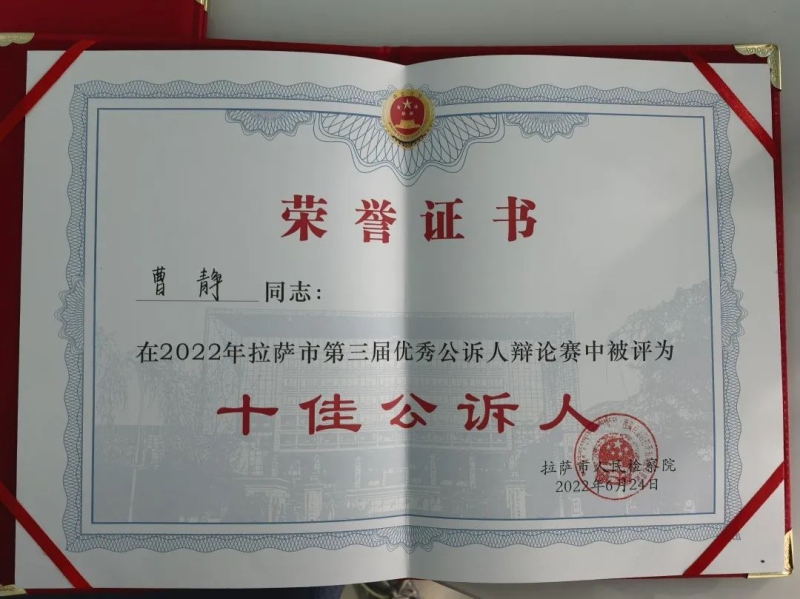 荣誉证书
曹静 同志：
在2022年拉萨市第三届优秀公诉人辩论赛中被评为
十佳公诉人
拉萨市人民检察院
2022年6月24日